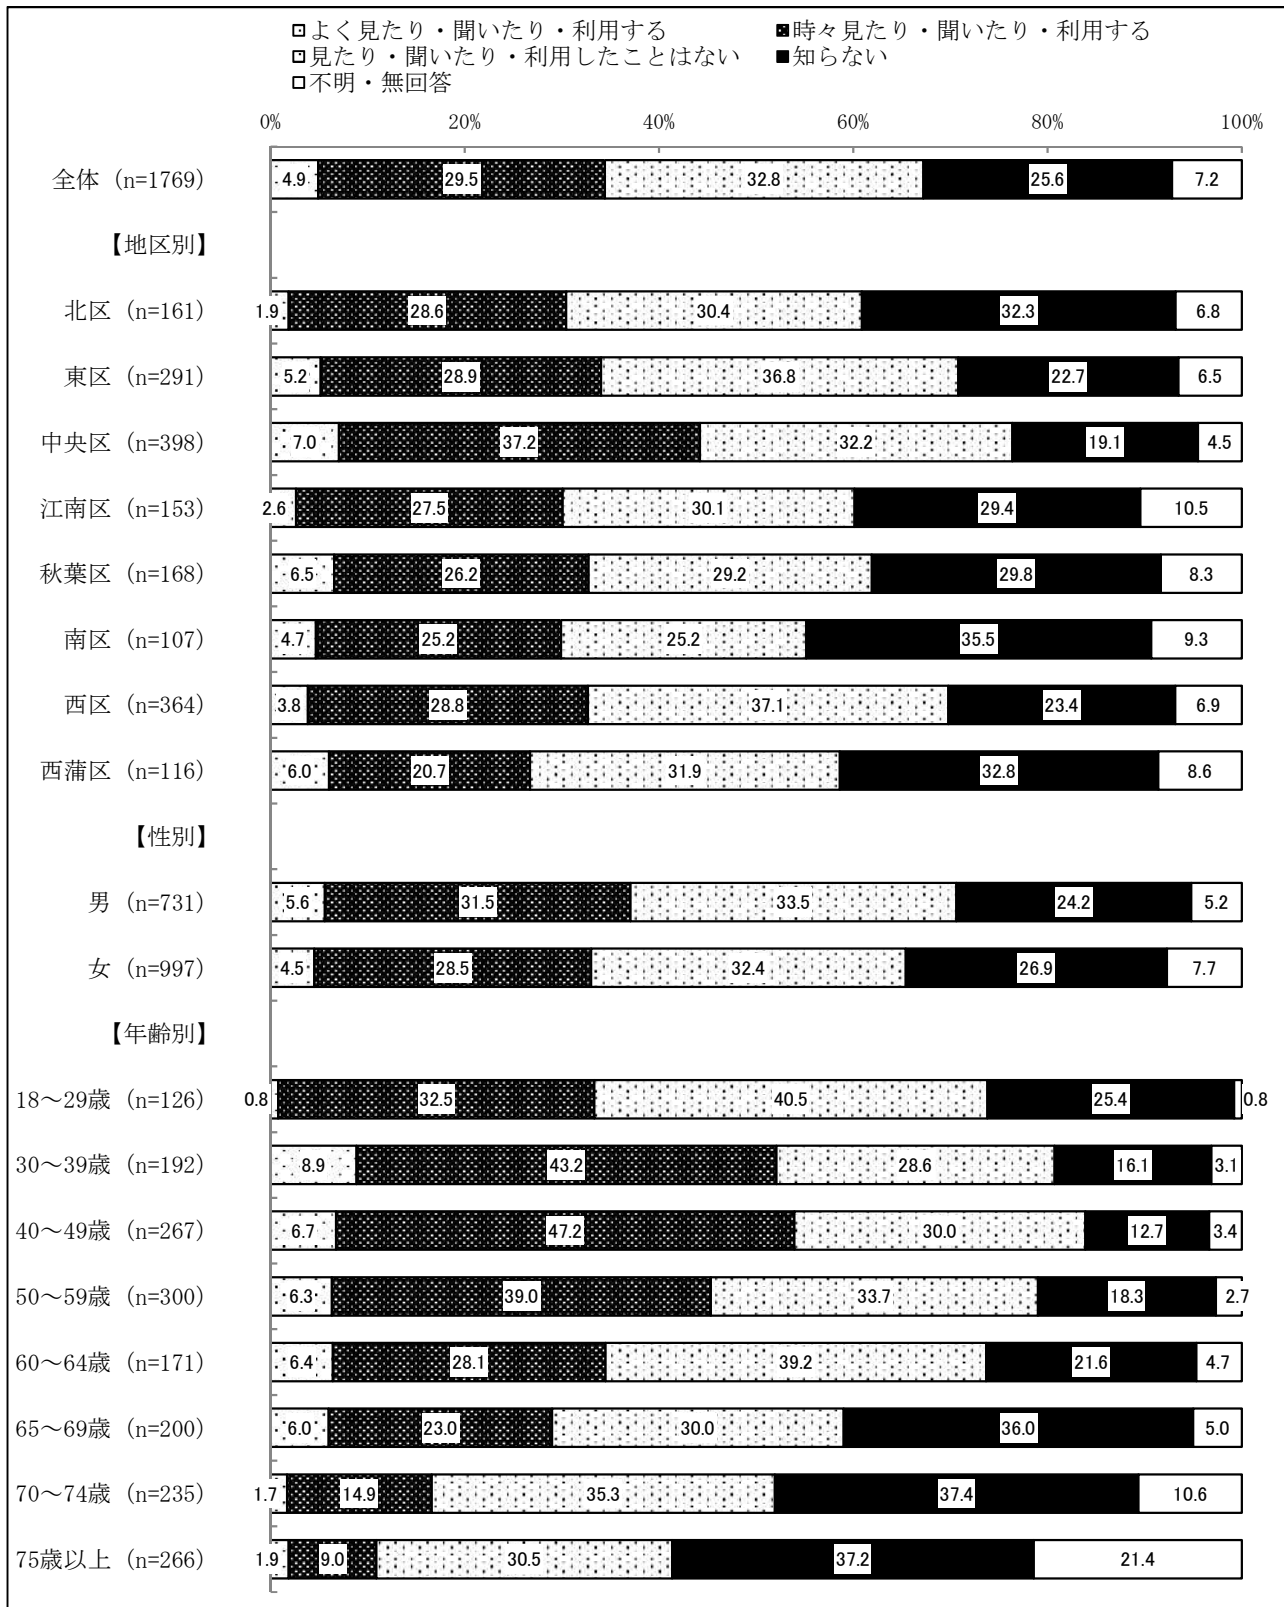 よく見たり・聞いたり・利用する 時々見たり・聞いたり・利用する
見たり・聞いたり・利用したことはない 知らない
不明・無回答
0% 20% 40% 60% 80% 100%
全体 (n=1769) 4.9 29.5 32.8 25.6 7.2
【地区別】
北区 (n=161) 1.9 28.6 30.4 32.3 6.8
東区 (n=291) 5.2 28.9 36.8 22.7 6.5
中央区 (n=398) 7.0 37.2 32.2 19.1 4.5
江南区 (n=153) 2.6 27.5 30.1 29.4 10.5
秋葉区 (n=168) 6.5 26.2 29.2 29.8 8.3
南区 (n=107) 4.7 25.2 25.2 35.5 9.3
西区 (n=364) 3.8 28.8 37.1 23.4 6.9
西蒲区 (n=116) 6.0 20.7 31.9 32.8 8.6
【性別】
男 (n=731) 5.6 31.5 33.5 24.2 5.2
女 (n=997) 4.5 28.5 32.4 26.9 7.7
【年齢別】
18～29歳 (n=126) 0.8 32.5 40.5 25.4 0.8
30～39歳 (n=192) 8.9 43.2 28.6 16.1 3.1
40～49歳 (n=267) 6.7 47.2 30.0 12.7 3.4
50～59歳 (n=300) 6.3 39.0 33.7 18.3 2.7
60～64歳 (n=171) 6.4 28.1 39.2 21.6 4.7
65～69歳 (n=200) 6.0 23.0 30.0 36.0 5.0
70～74歳 (n=235) 1.7 14.9 35.3 37.4 10.6
75歳以上 (n=266) 1.9 9.0 30.5 37.2 21.4